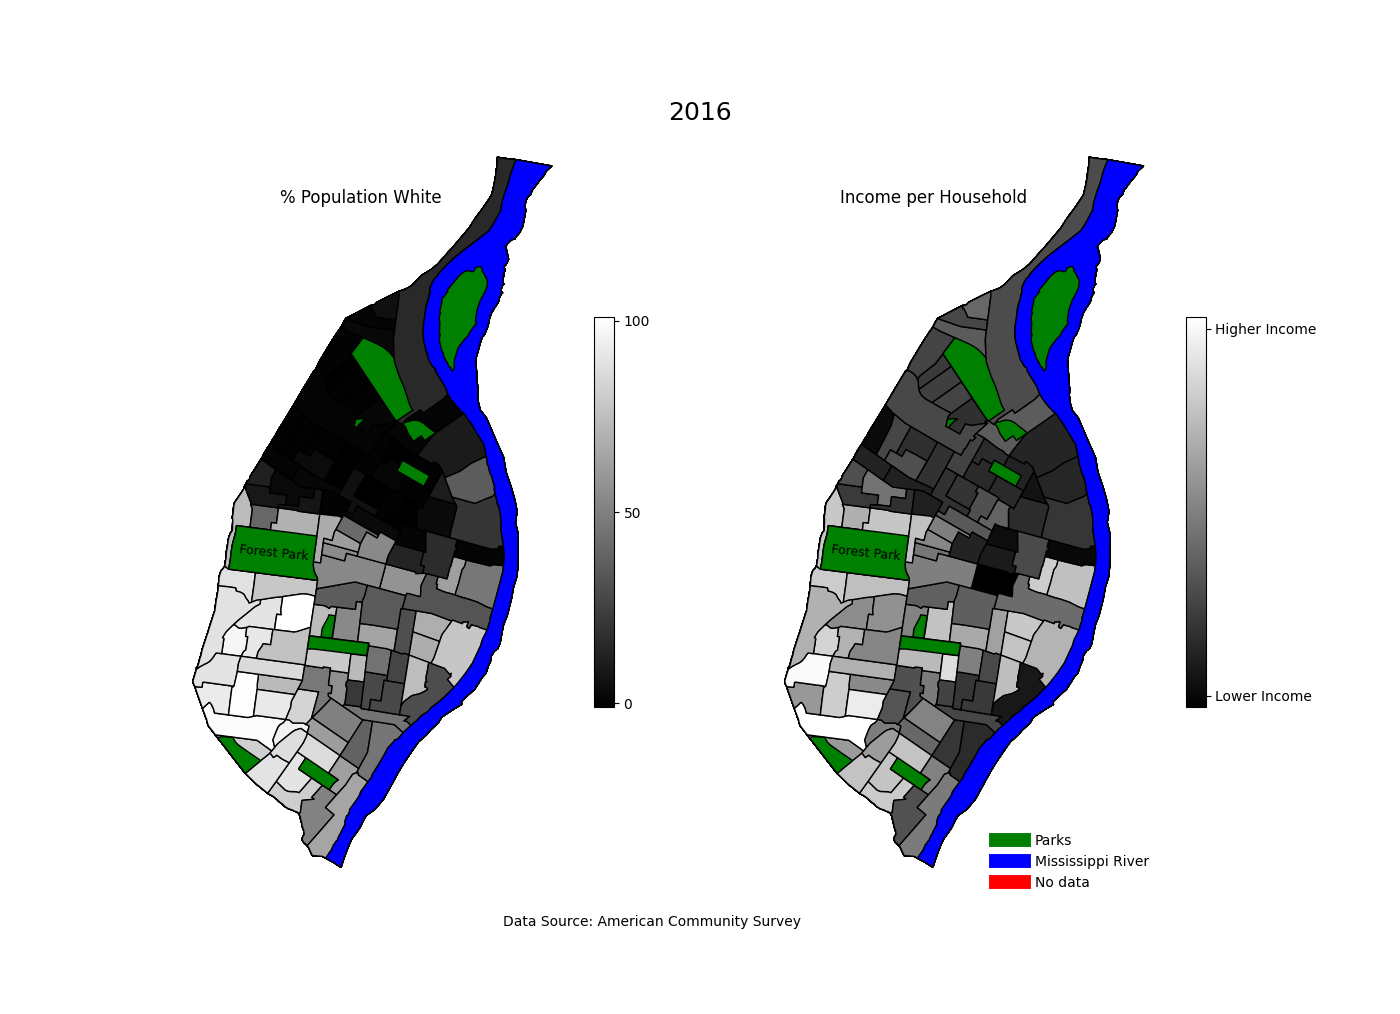 2016
% Population White
Income per Household
100
50
0
Higher Income
Lower Income
Forest Park
Forest Park
Parks
Mississippi River
No data
Data Source: American Community Survey